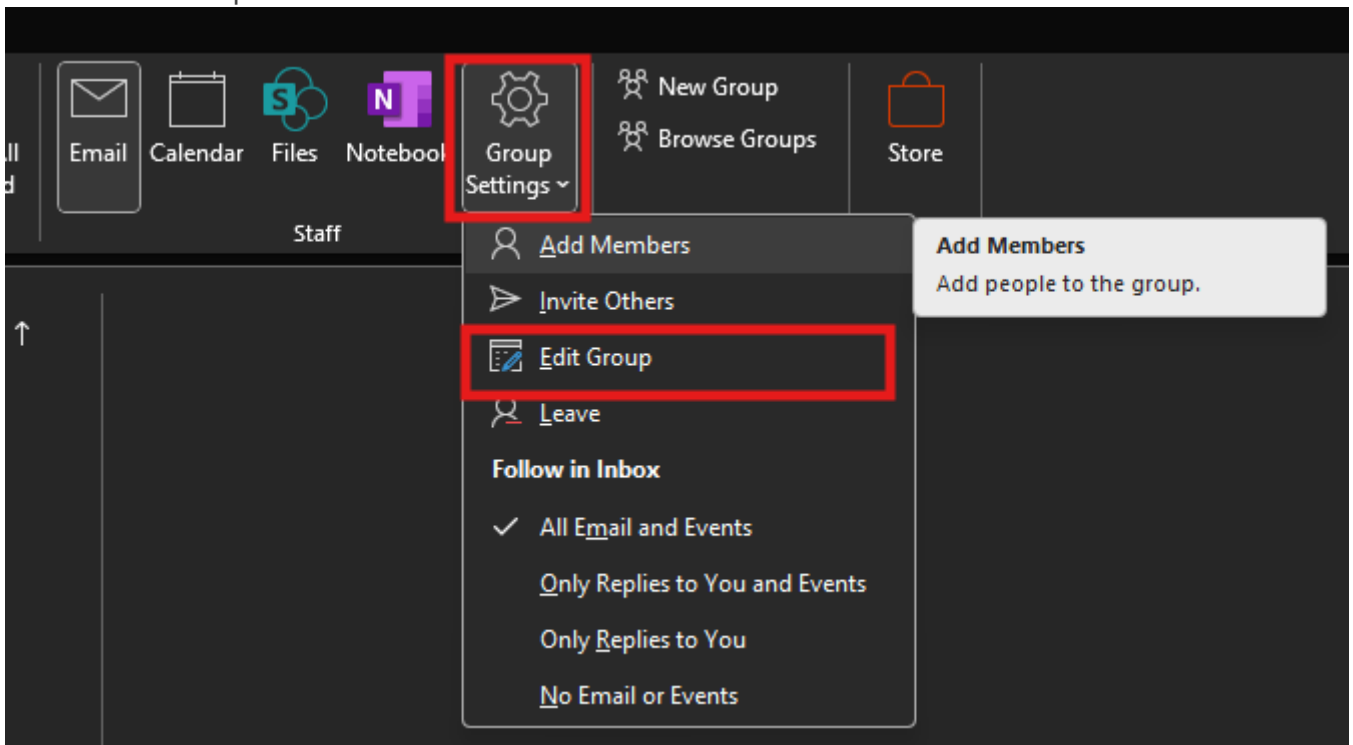 ll
d
Email
Calendar
Files
Notebook
Group
Settings
New Group
Browse Groups
Store
Staff
Add Members
Invite Others
Edit Group
Leave
Follow in Inbox
All Email and Events
Only Replies to You and Events
Only Replies to You
No Email or Events
Add Members
Add people to the group.
S
N